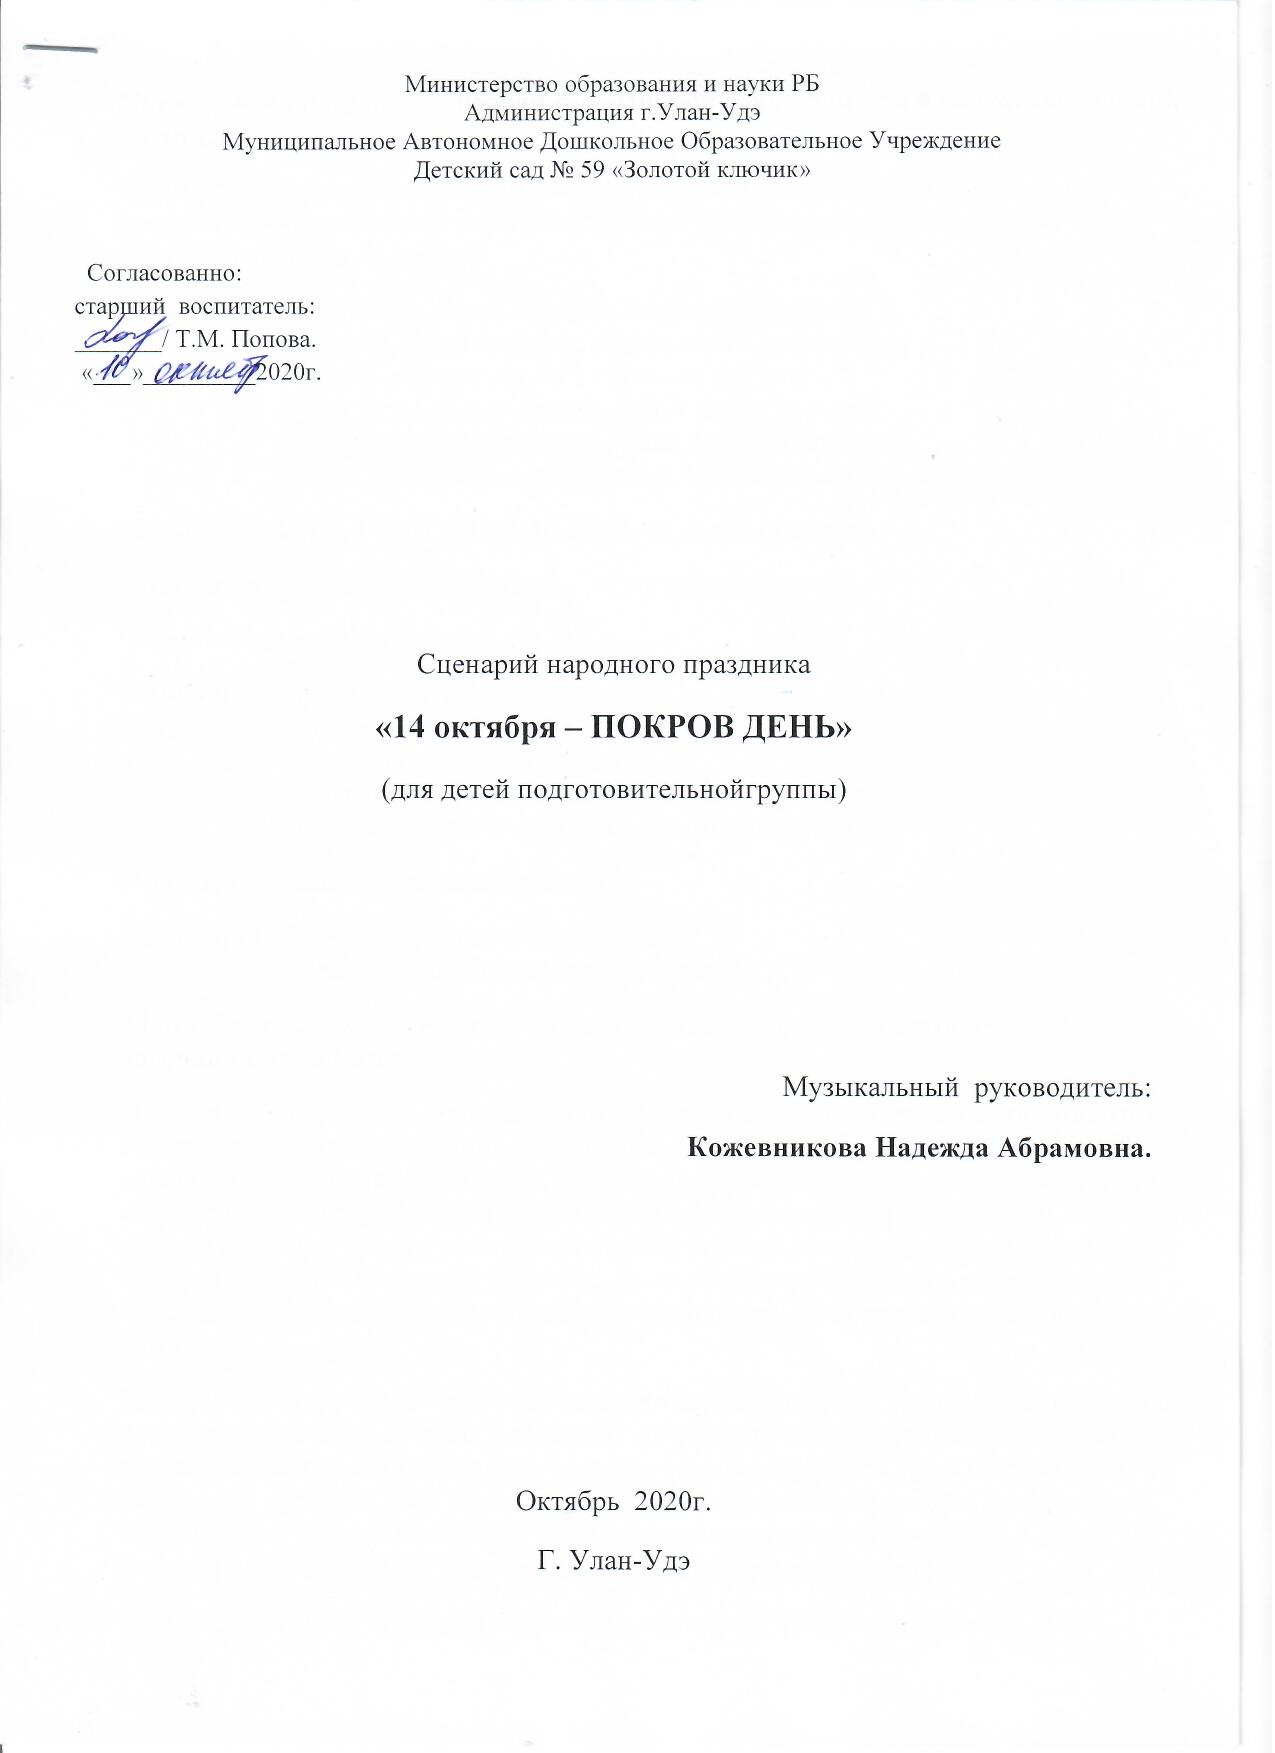 Министерство образования и науки РБ
Администрация г.Улан-Удэ
Муниципальное Автономное Дошкольное Образовательное Учреждение
Детский сад № 59 «Золотой ключик»
Согласованно:
старший воспитатель:
/ Т.М. Попова.
«10» октября 2020г.
Сценарий народного праздника
«14 октября – ПОКРОВ ДЕНЬ»
(для детей подготовительнойгруппы)
Музыкальный руководитель:
Кожевникова Надежда Абрамовна.
Октябрь 2020г.
Г. Улан-Удэ